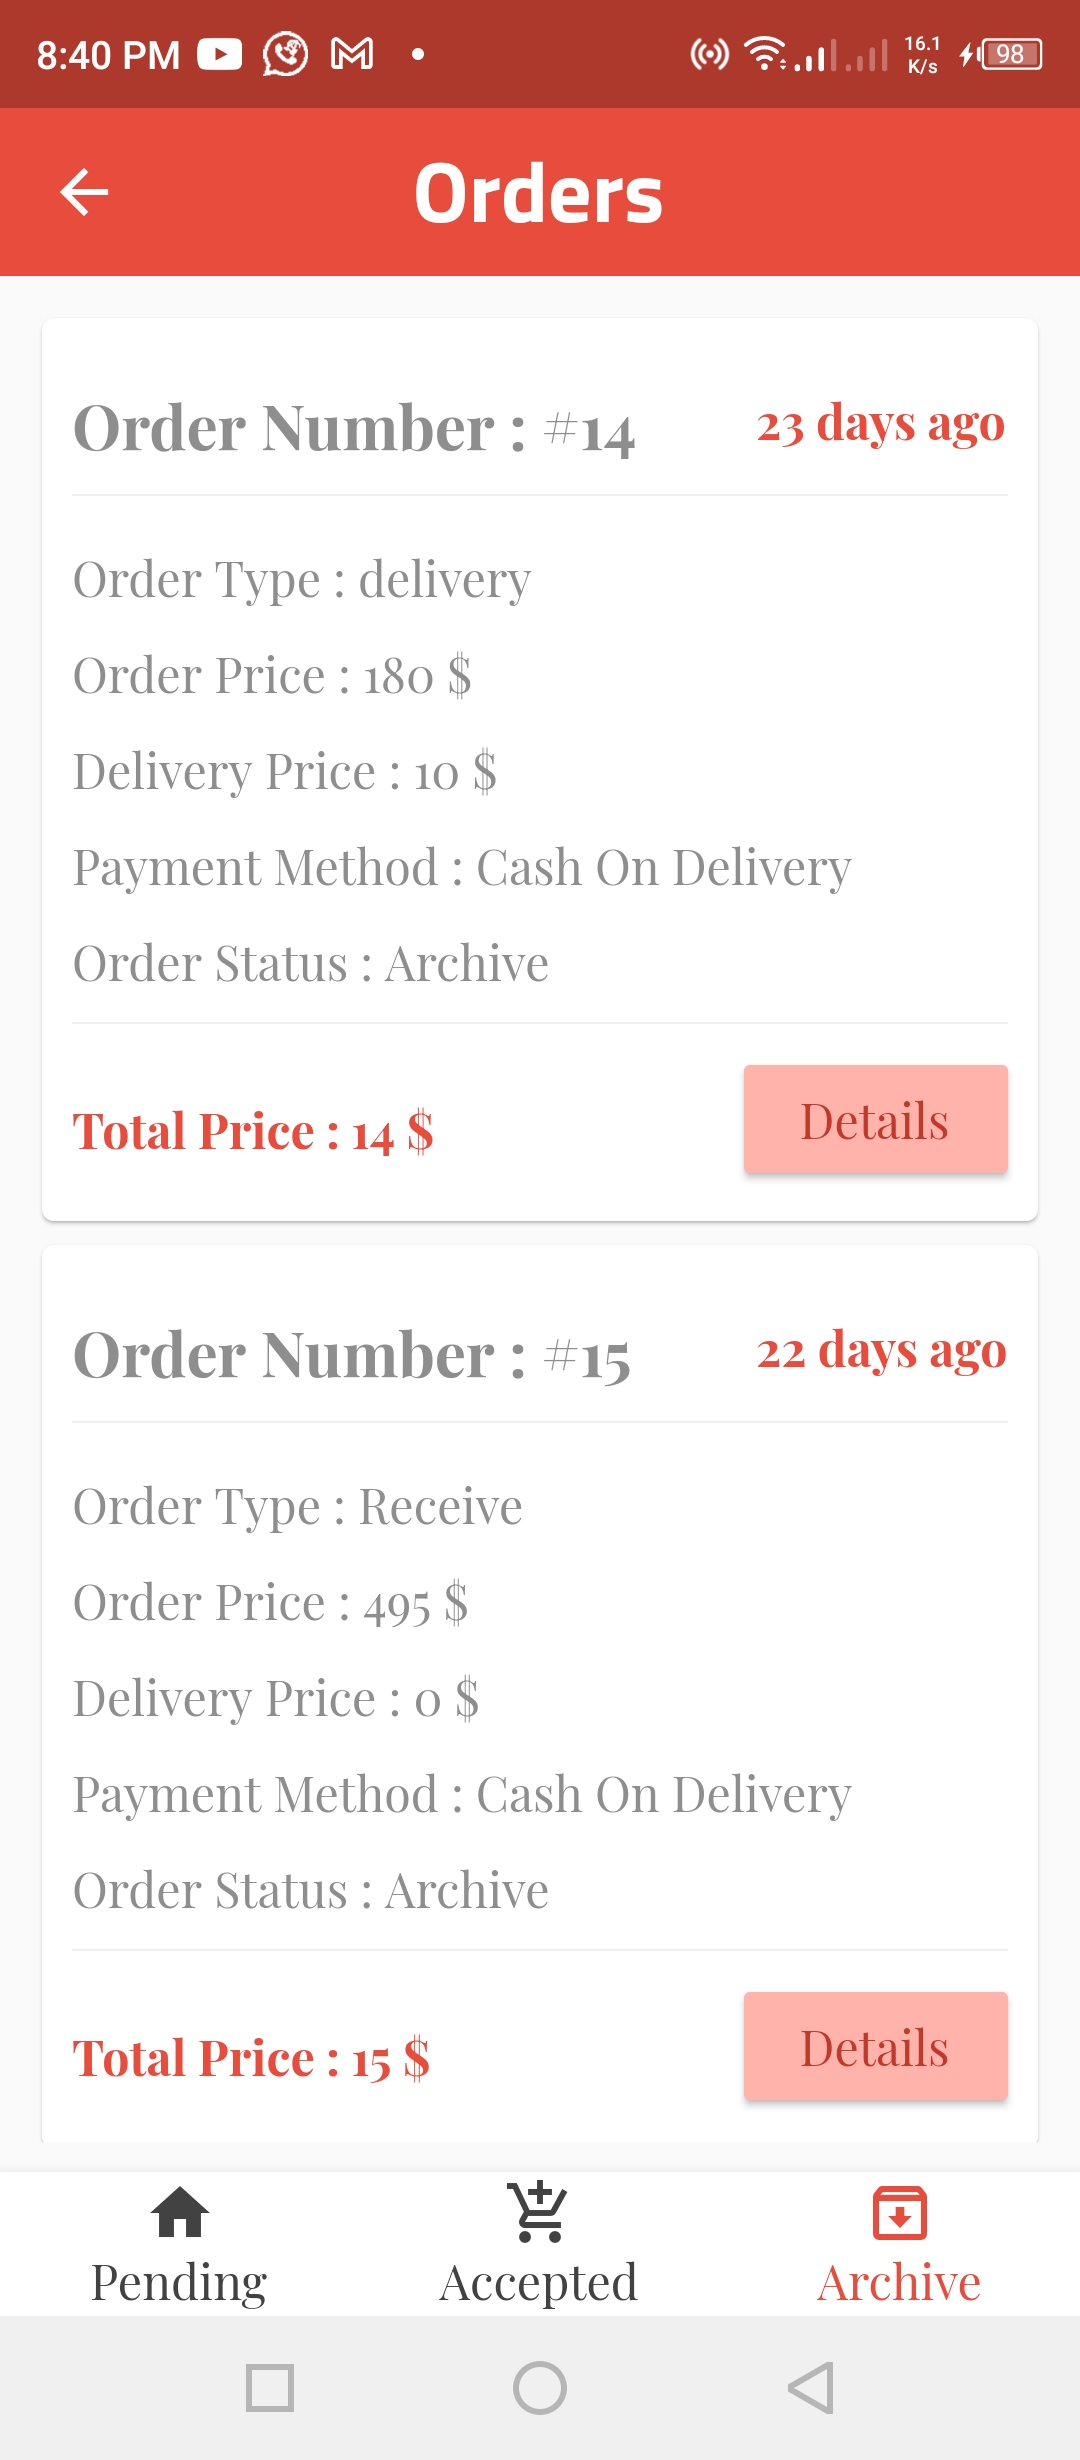 8:40 PM
16.1
K/s
98
Orders
Order Number : #14
23 days ago
Order Type : delivery
Order Price : 180 $
Delivery Price : 10 $
Payment Method : Cash On Delivery
Order Status : Archive
Total Price : 14 $
Details
Order Number : #15
22 days ago
Order Type : Receive
Order Price : 495 $
Delivery Price : 0 $
Payment Method : Cash On Delivery
Order Status : Archive
Total Price : 15 $
Details
Pending
Accepted
Archive